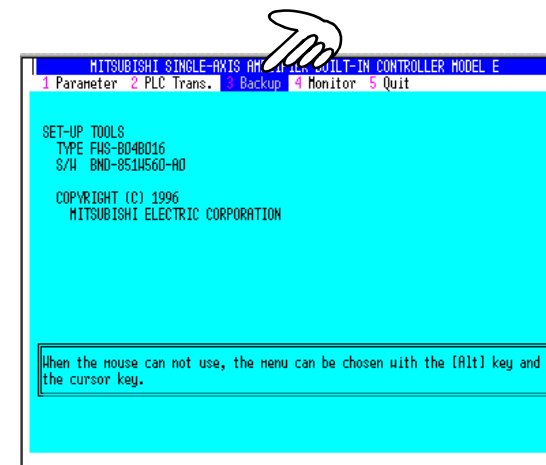 MITSUBISHI SINGLE-AXIS AMPLIFIER BUILT-IN CONTROLLER MODEL E
1 Parameter 2 PLC Trans. 3 Backup 4 Monitor 5 Quit
SET-UP TOOLS
TYPE FWS-B04B016
S/W BND-851W560-A0
COPYRIGHT (C) 1996
MITSUBISHI ELECTRIC CORPORATION
When the mouse can not use, the menu can be chosen with the [Alt] key and
the cursor key.